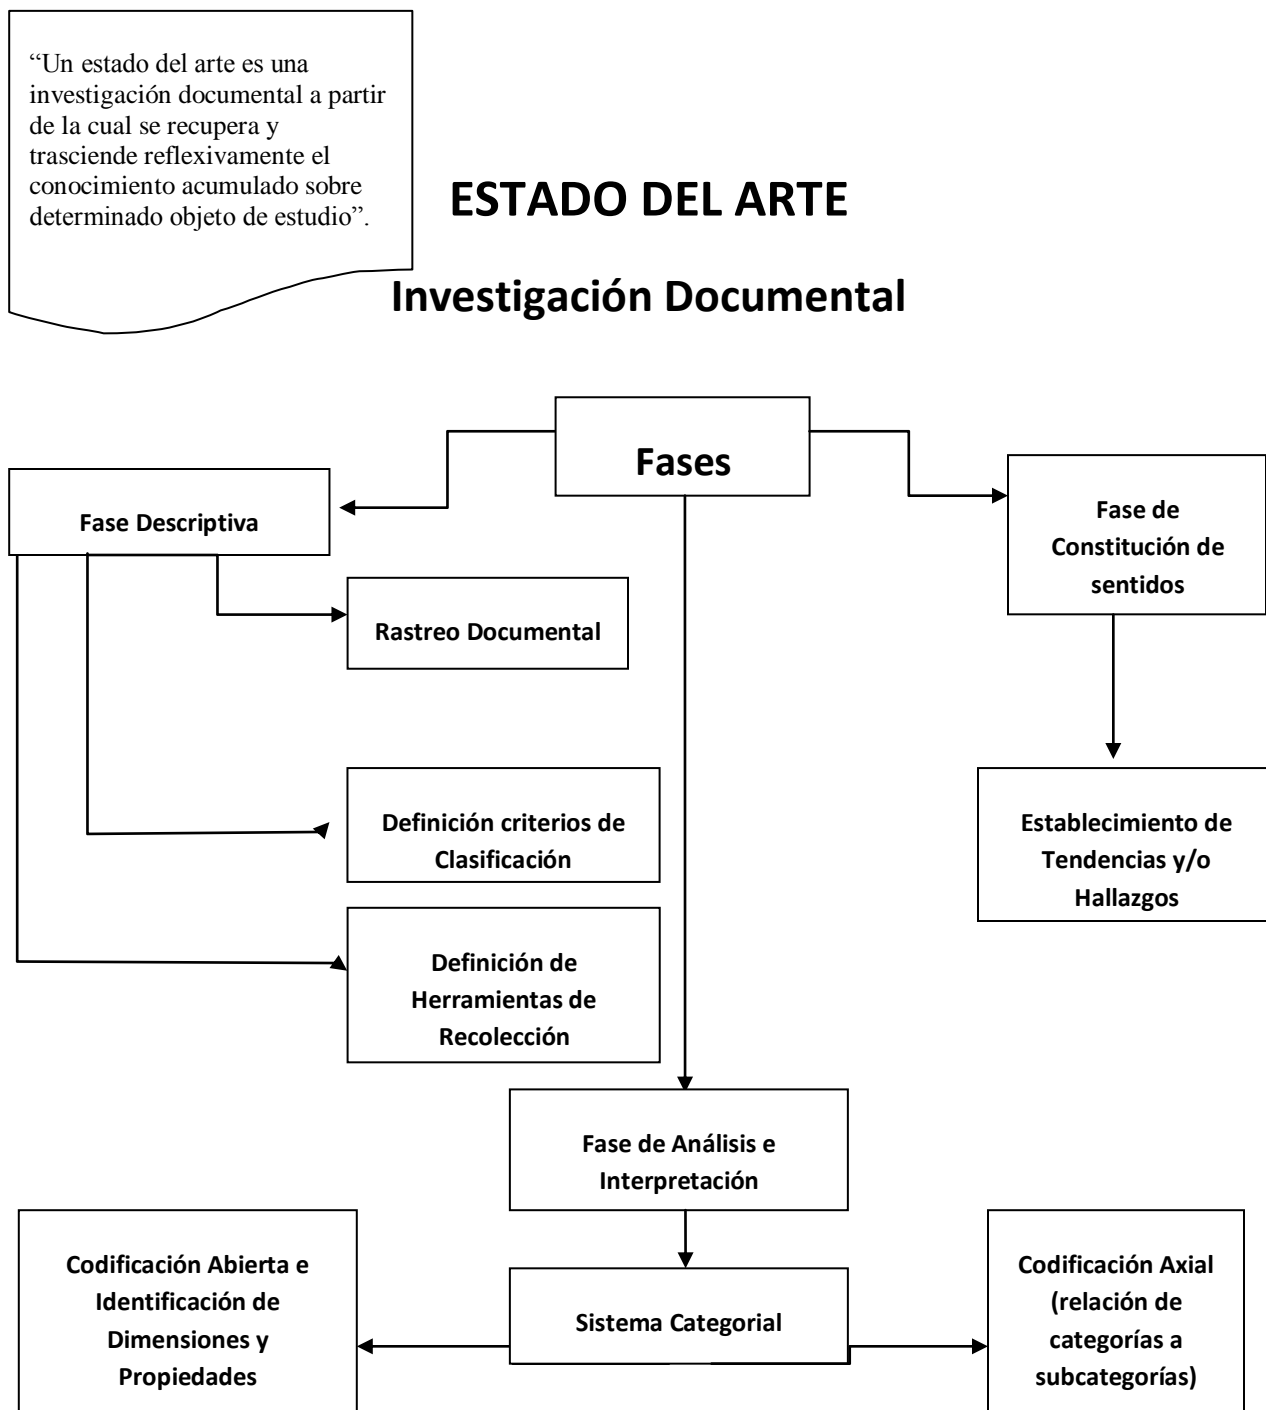 “Un estado del arte es una
investigación documental a partir
de la cual se recupera y
trasciende reflexivamente el
conocimiento acumulado sobre
determinado objeto de estudio”.
ESTADO DEL ARTE
Investigación Documental
Fases
Fase Descriptiva
Fase de
Constitución de
sentidos
Rastreo Documental
Definición criterios de
Clasificación
Establecimiento de
Tendencias y/o
Hallazgos
Definición de
Herramientas de
Recolección
Fase de Análisis e
Interpretación
Codificación Abierta e
Identificación de
Dimensiones y
Propiedades
Sistema Categorial
Codificación Axial
(relación de
categorías a
subcategorías)